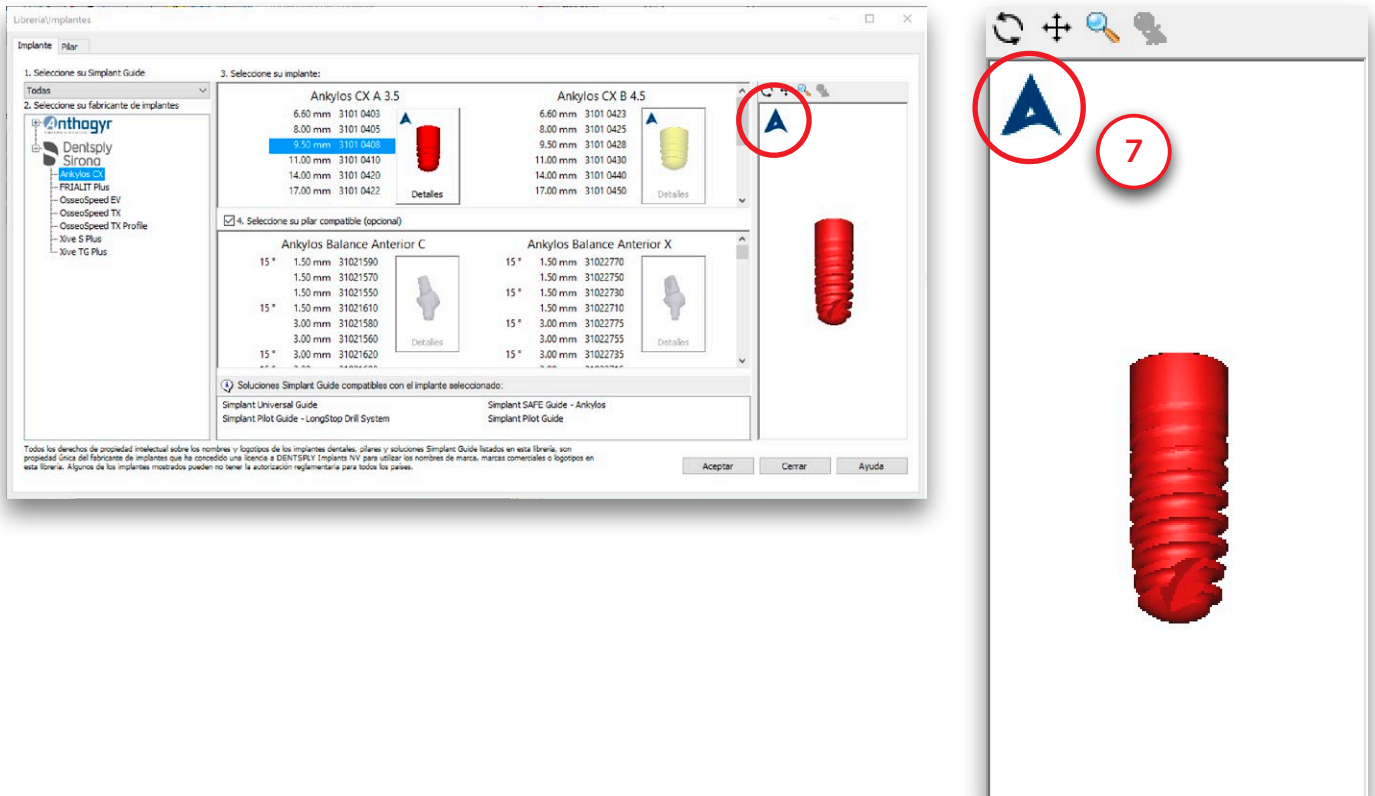 Librería\Implantes
Implante Pilar
1. Seleccione su Simplant Guide
Todas
2. Seleccione su fabricante de implantes
Anthogyr
Dentsply
Sirona
Ankylos CX
FRIALIT Plus
OsseoSpeed EV
OsseoSpeed TX
OsseoSpeed TX Profile
Xive S Plus
Xive TG Plus
3. Seleccione su implante:
Ankylos CX A 3.5
6.60 mm 3101 0403
8.00 mm 3101 0405
9.50 mm 3101 0408
11.00 mm 3101 0410
14.00 mm 3101 0420
17.00 mm 3101 0422
Detalles
Ankylos CX B 4.5
6.60 mm 3101 0423
8.00 mm 3101 0425
9.50 mm 3101 0428
11.00 mm 3101 0430
14.00 mm 3101 0440
17.00 mm 3101 0450
Detalles
4. Seleccione su pilar compatible (opcional)
Ankylos Balance Anterior C
15 ° 1.50 mm 31021590
1.50 mm 31021570
1.50 mm 31021550
15 ° 1.50 mm 31021610
3.00 mm 31021580
3.00 mm 31021560
15 ° 3.00 mm 31021620
Detalles
Ankylos Balance Anterior X
15 ° 1.50 mm 31022770
1.50 mm 31022750
15 ° 1.50 mm 31022730
1.50 mm 31022710
15 ° 3.00 mm 31022775
3.00 mm 31022755
15 ° 3.00 mm 31022735
Detalles
Soluciones Simplant Guide compatibles con el implante seleccionado:
Simplant Universal Guide
Simplant Pilot Guide - LongStop Drill System
Simplant SAFE Guide - Ankylos
Simplant Pilot Guide
Todos los derechos de propiedad intelectual sobre los nombres y logotipos de los implantes dentales, pilares y soluciones Simplant Guide listados en esta librería, son
propiedad única del fabricante de implantes que ha concedido una licencia a DENTSPLY Implants NV para utilizar los nombres de marca, marcas comerciales o logotipos en
esta librería. Algunos de los implantes mostrados pueden no tener la autorización reglamentaria para todos los países.
Aceptar
Cerrar
Ayuda
7